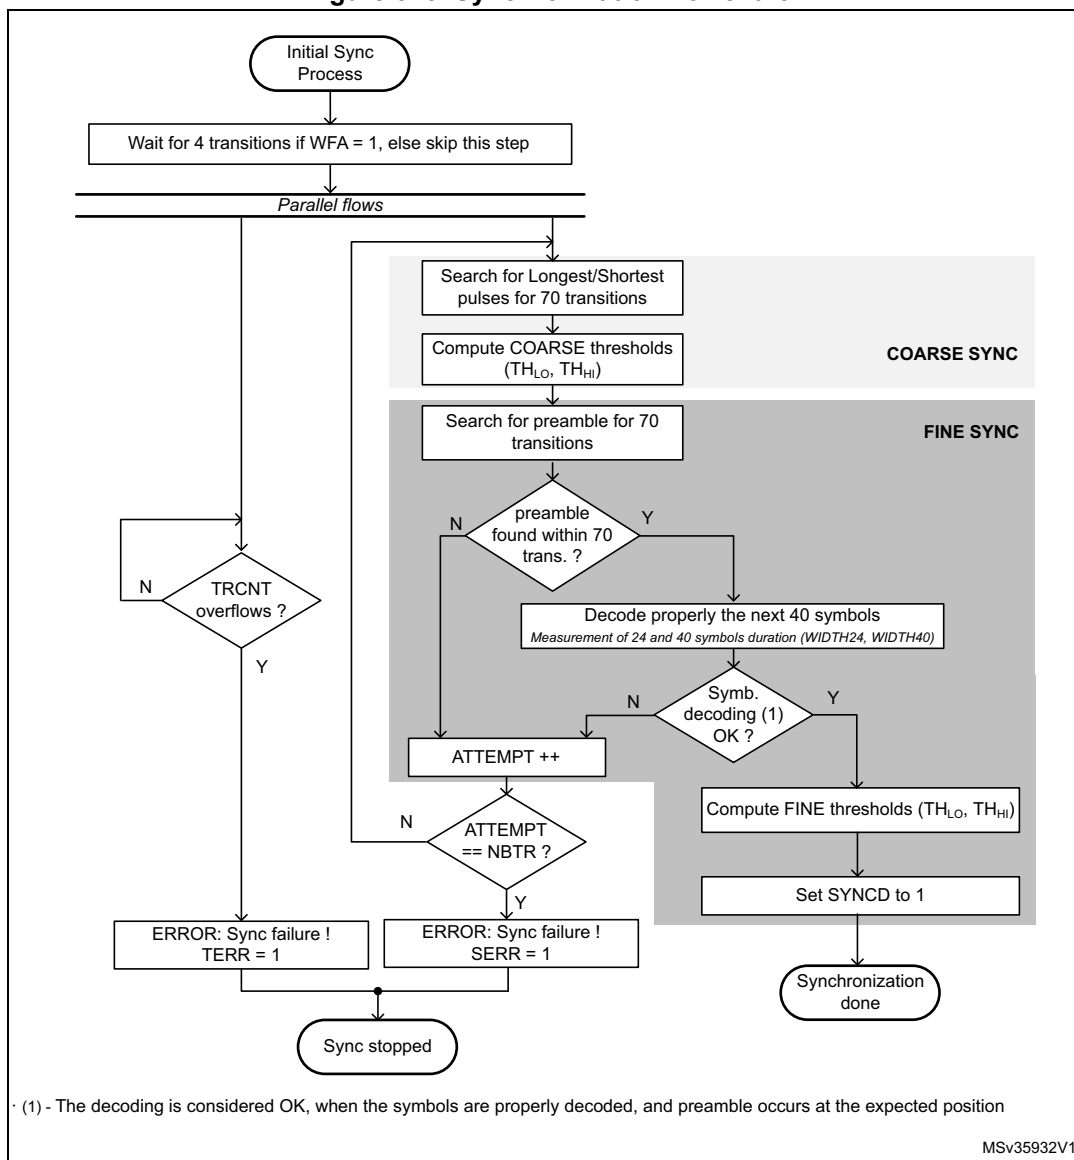 Initial Sync
Process
Wait for 4 transitions if WFA = 1, else skip this step
Parallel flows
Search for Longest/Shortest
pulses for 70 transitions
Compute COARSE thresholds
(TH_LO, TH_HI)
COARSE SYNC
Search for preamble for 70
transitions
FINE SYNC
preamble
found within 70
trans. ?
N
Y
TRCNT
overflows ?
N
Y
Decode properly the next 40 symbols
Measurement of 24 and 40 symbols duration (WIDTH24, WIDTH40)
Symb.
decoding (1)
OK ?
N
Y
ATTEMPT ++
ATTEMPT
== NBTR ?
N
Y
Compute FINE thresholds (TH_LO, TH_HI)
Set SYNCD to 1
ERROR: Sync failure !
TERR = 1
ERROR: Sync failure !
SERR = 1
Synchronization
done
Sync stopped
(1) - The decoding is considered OK, when the symbols are properly decoded, and preamble occurs at the expected position
MSv35932V1